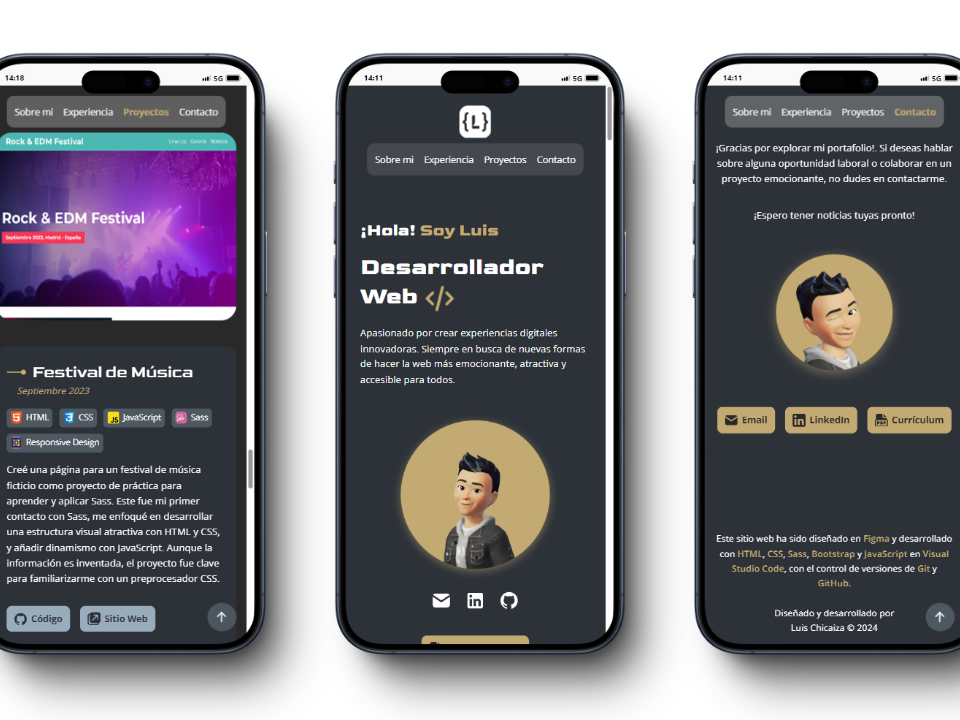 14:18
5G
Sobre mi Experiencia Proyectos Contacto
Rock & EDM Festival
Line Up Galería Boletos
Rock & EDM Festival
Septiembre 2023, Madrid - España
Festival de Música
Septiembre 2023
HTML CSS JavaScript Sass
Responsive Design
Creé una página para un festival de música
ficticio como proyecto de práctica para
aprender y aplicar Sass. Este fue mi primer
contacto con Sass, me enfoqué en desarrollar
una estructura visual atractiva con HTML y CSS,
y añadir dinamismo con JavaScript. Aunque la
información es inventada, el proyecto fue clave
para familiarizarme con un preprocesador CSS.
Código Sitio Web
14:11
5G
{L}
Sobre mi Experiencia Proyectos Contacto
¡Hola! Soy Luis
Desarrollador
Web </>
Apasionado por crear experiencias digitales
innovadoras. Siempre en busca de nuevas formas
de hacer la web más emocionante, atractiva y
accesible para todos.
14:11
5G
Sobre mi Experiencia Proyectos Contacto
¡Gracias por explorar mi portafolio!. Si deseas hablar
sobre alguna oportunidad laboral o colaborar en un
proyecto emocionante, no dudes en contactarme.
¡Espero tener noticias tuyas pronto!
Email LinkedIn Currículum
Este sitio web ha sido diseñado en Figma y desarrollado
con HTML, CSS, Sass, Bootstrap y JavaScript en Visual
Studio Code, con el control de versiones de Git y
GitHub.
Diseñado y desarrollado por
Luis Chicaiza © 2024